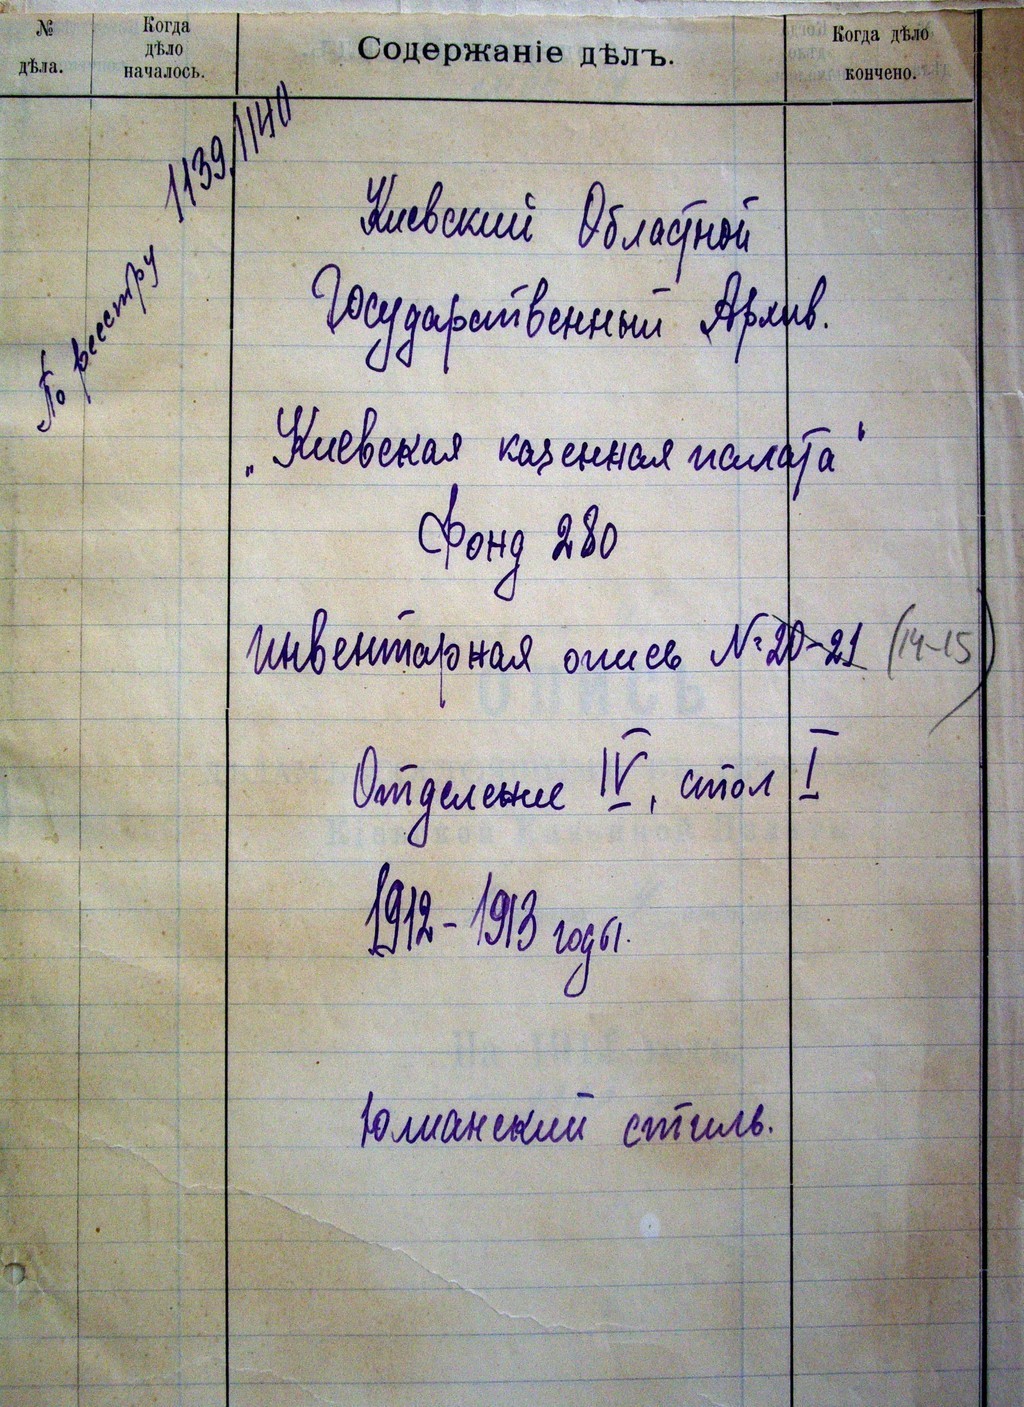 №
дѣла.
Когда
дѣло
началось.
Содержаніе дѣлъ.
Когда дѣло
кончено.
По реестру 1139/1140
Киевский Областной
Государственный Архив.
„Киевская казенная палата"
Фонд 280
Инвентарная опись № 20-21 (14-15)
Отделение IV, стол I
1912-1913 годы.
Юлианский стиль.